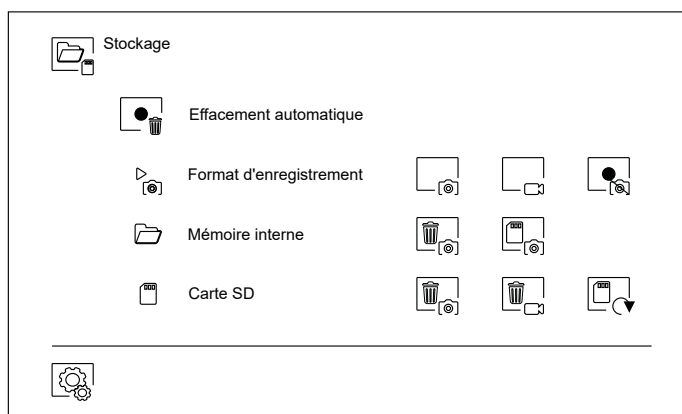 Stockage
Effacement automatique
Format d'enregistrement
Mémoire interne
Carte SD